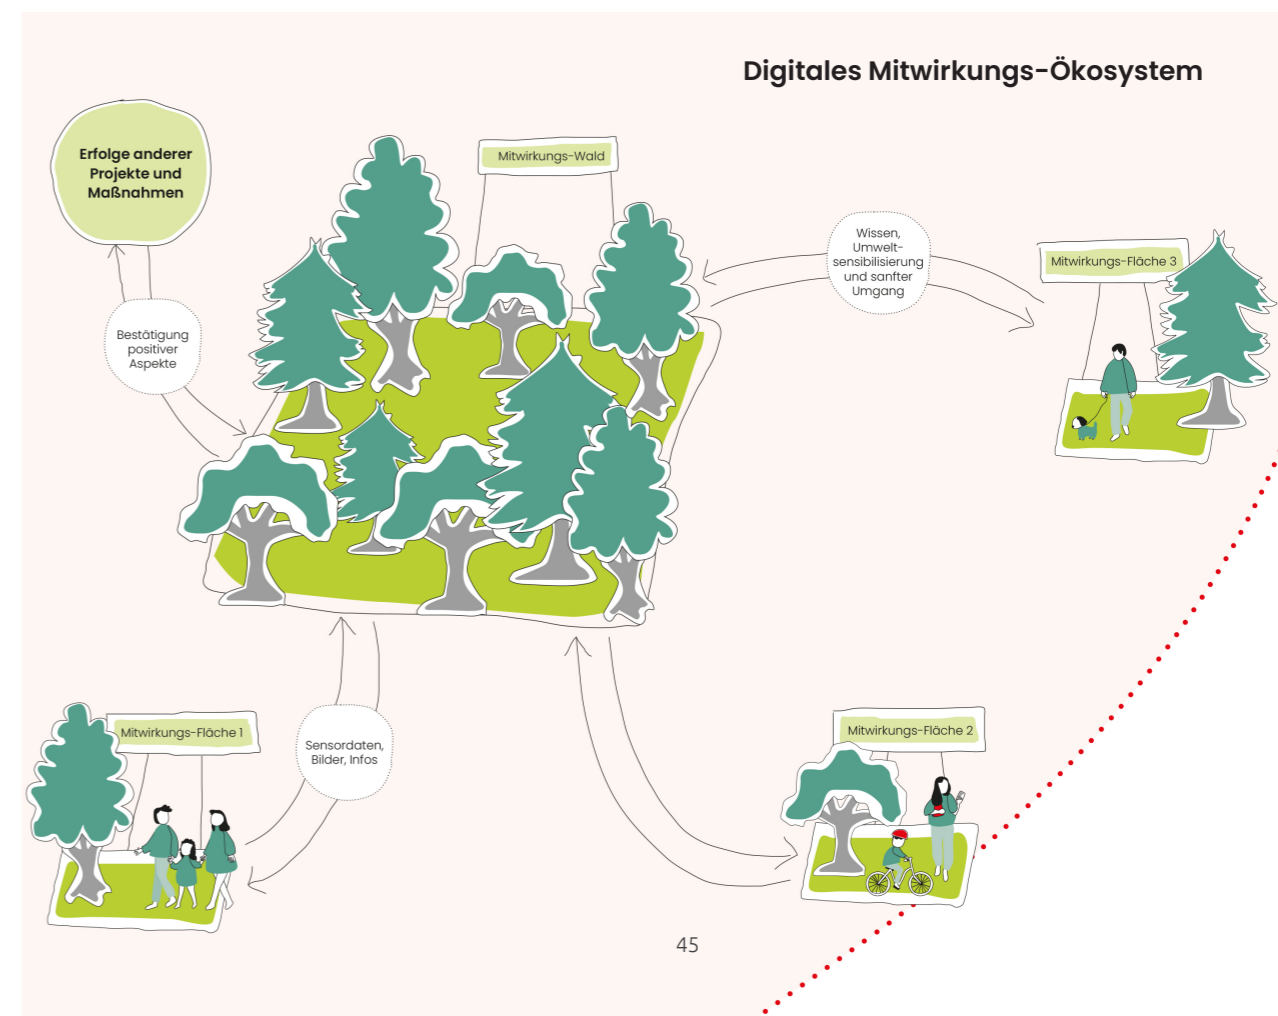 Digitales Mitwirkungs-Ökosystem
Erfolge anderer
Projekte und
Maßnahmen
Mitwirkungs-Wald
Wissen,
Umwelt-
sensibilisierung
und sanfter
Umgang
Mitwirkungs-Fläche 3
Bestätigung
positiver
Aspekte
Mitwirkungs-Fläche 1
Sensordaten,
Bilder, Infos
Mitwirkungs-Fläche 2
45